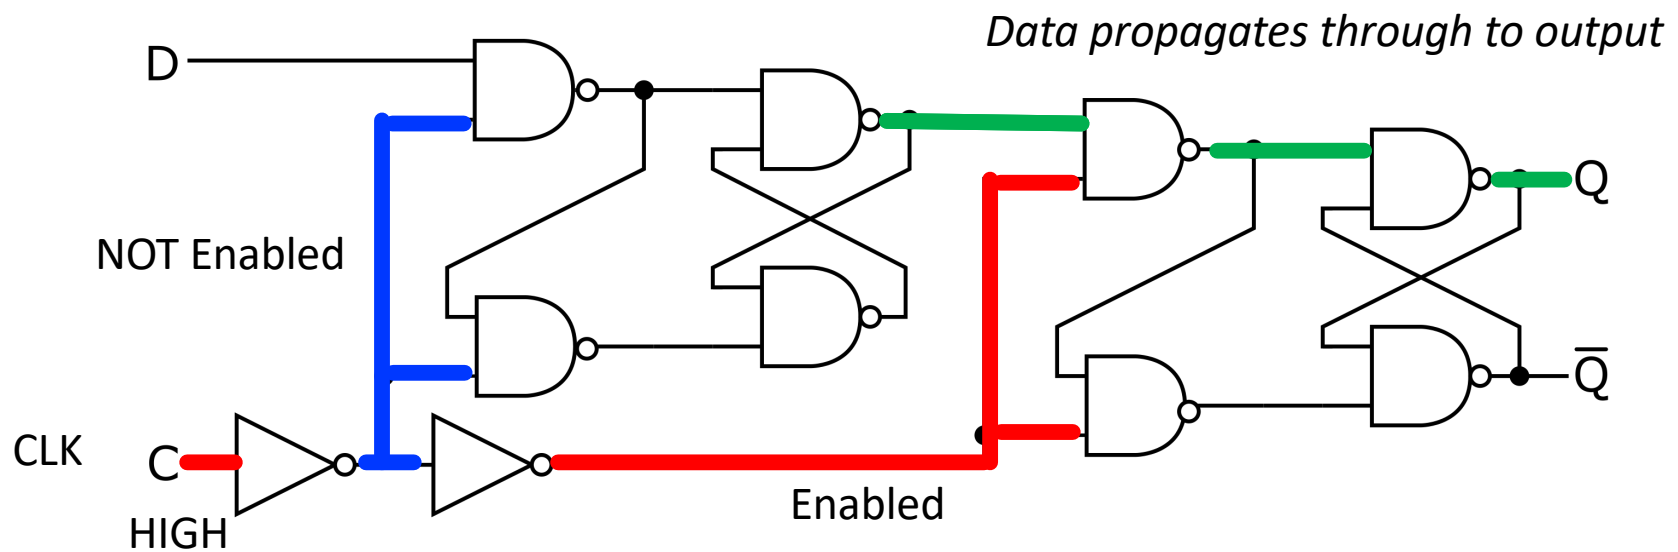 Data propagates through to output
D
Q
NOT Enabled
Q̅
CLK
C
Enabled
HIGH